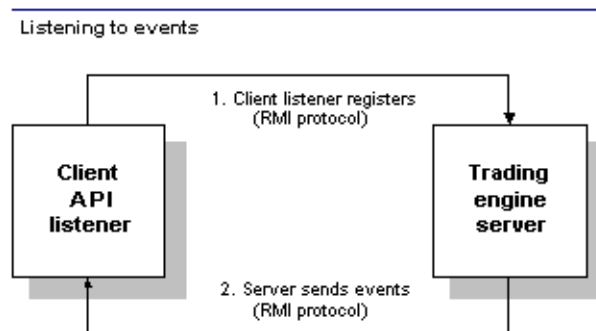 Listening to events
1. Client listener registers
(RMI protocol)
Client
API
listener
Trading
engine
server
2. Server sends events
(RMI protocol)